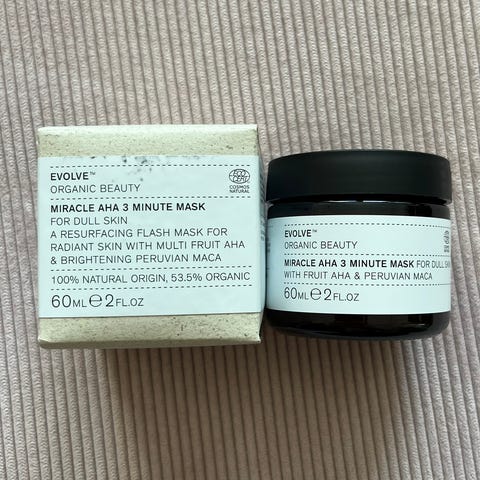 EVOLVE™
ORGANIC BEAUTY
MIRACLE AHA 3 MINUTE MASK
FOR DULL SKIN
A RESURFACING FLASH MASK FOR
RADIANT SKIN WITH MULTI FRUIT AHA
& BRIGHTENING PERUVIAN MACA
100% NATURAL ORIGIN, 53.5% ORGANIC
60ML ℮ 2FL.OZ
ECO
CERT
COSMOS
NATURAL
EVOLVE™
ORGANIC BEAUTY
MIRACLE AHA 3 MINUTE MASK FOR DULL SKIN
WITH FRUIT AHA & PERUVIAN MACA
60ML ℮ 2FL.OZ